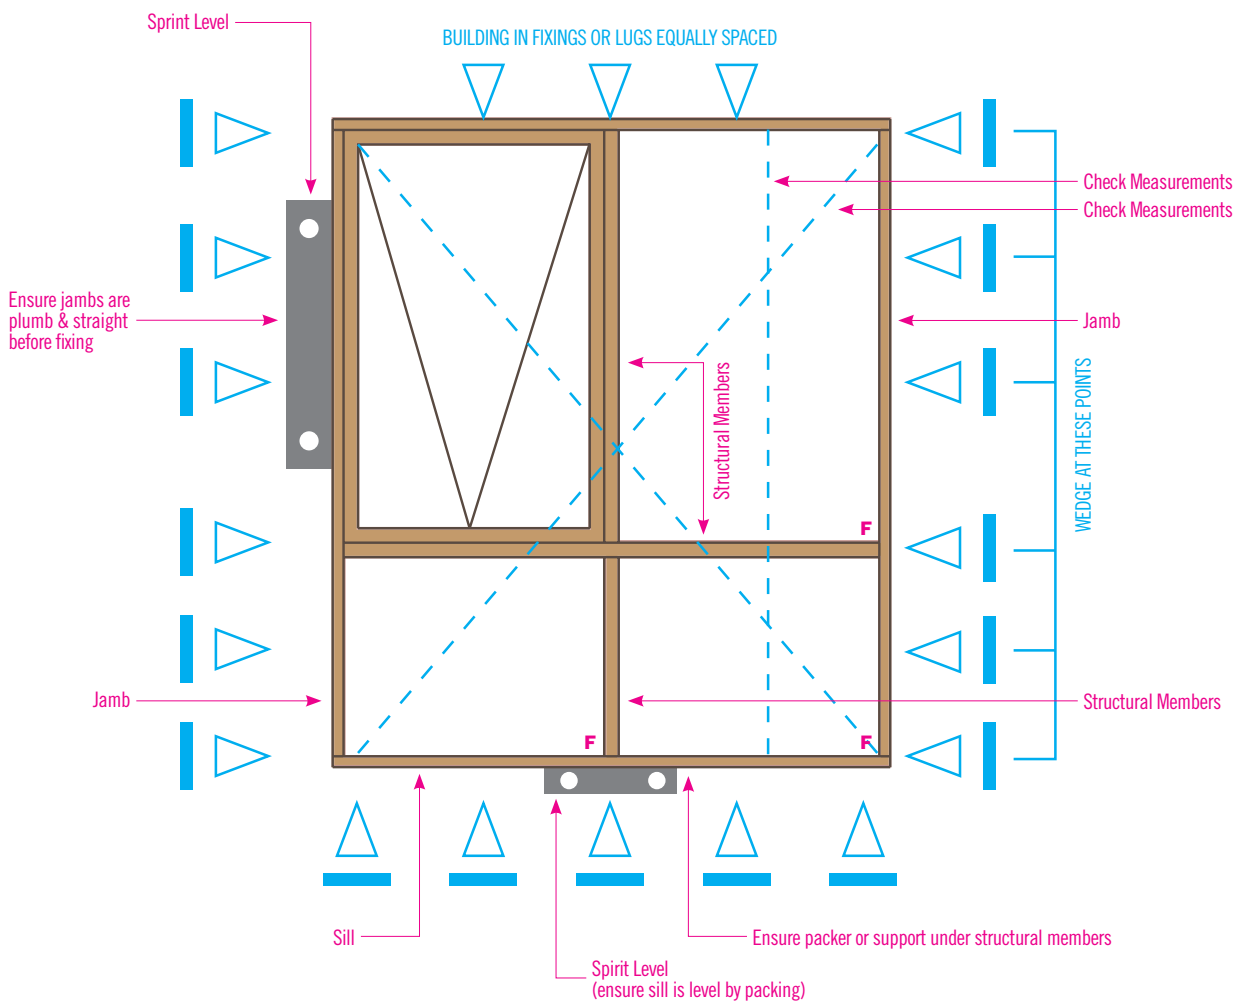 Sprint Level
BUILDING IN FIXINGS OR LUGS EQUALLY SPACED
Check Measurements
Check Measurements
Ensure jambs are
plumb & straight
before fixing
Jamb
Structural Members
WEDGE AT THESE POINTS
F
Jamb
Structural Members
F
F
Sill
Ensure packer or support under structural members
Spirit Level
(ensure sill is level by packing)